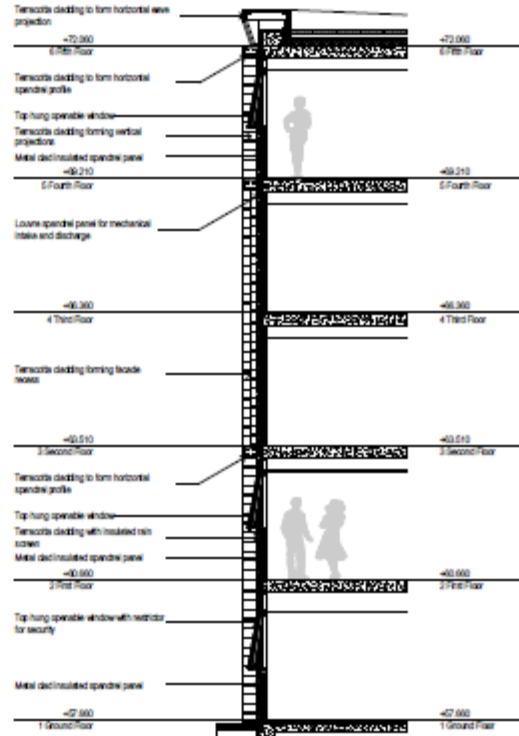 Terracotta cladding to form horizontal eave
projection
+72.060
6 Fifth Floor
+72.060
6 Fifth Floor
Terracotta cladding to form horizontal
spandrel profile
Top hung openable window
Terracotta cladding forming vertical
projections
Metal clad insulated spandrel panel
+69.210
5 Fourth Floor
+69.210
5 Fourth Floor
Louvre spandrel panel for mechanical
intake and discharge
+66.360
4 Third Floor
+66.360
4 Third Floor
Terracotta cladding forming facade
recess
+63.510
3 Second Floor
+63.510
3 Second Floor
Terracotta cladding to form horizontal
spandrel profile
Top hung openable window
Terracotta cladding with insulated rain
screen
Metal clad insulated spandrel panel
+60.660
2 First Floor
+60.660
2 First Floor
Top hung openable window with restrictor
for security
Metal clad insulated spandrel panel
+57.660
1 Ground Floor
+57.660
1 Ground Floor